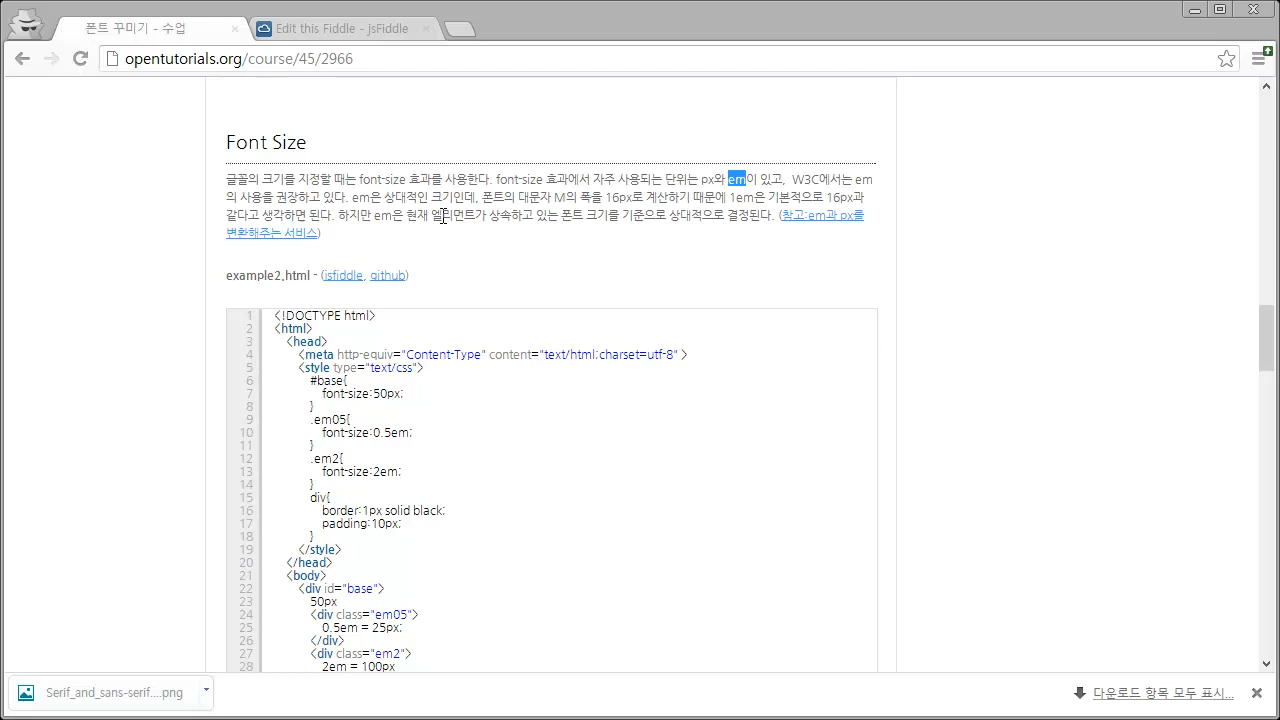 폰트 꾸미기 - 수업
Edit this Fiddle - jsFiddle
opentutorials.org/course/45/2966
Font Size
글꼴의 크기를 지정할 때는 font-size 효과를 사용한다. font-size 효과에서 자주 사용되는 단위는 px와 em이 있고, W3C에서는 em
의 사용을 권장하고 있다. em은 상대적인 크기인데, 폰트의 대문자 M의 폭을 16px로 계산하기 때문에 1em은 기본적으로 16px과
같다고 생각하면 된다. 하지만 em은 현재 엘리먼트가 상속하고 있는 폰트 크기를 기준으로 상대적으로 결정된다. (참고:em과 px를
변환해주는 서비스)
example2.html - (jsfiddle, github)
1 <!DOCTYPE html>
2 <html>
3 <head>
4 <meta http-equiv="Content-Type" content="text/html;charset=utf-8" >
5 <style type="text/css">
6 #base{
7 font-size:50px;
8 }
9 .em05{
10 font-size:0.5em;
11 }
12 .em2{
13 font-size:2em;
14 }
15 div{
16 border:1px solid black;
17 padding:10px;
18 }
19 </style>
20 </head>
21 <body>
22 <div id="base">
23 50px
24 <div class="em05">
25 0.5em = 25px;
26 </div>
27 <div class="em2">
28 2em = 100px
Serif_and_sans-serif....png
다운로드 항목 모두 표시...